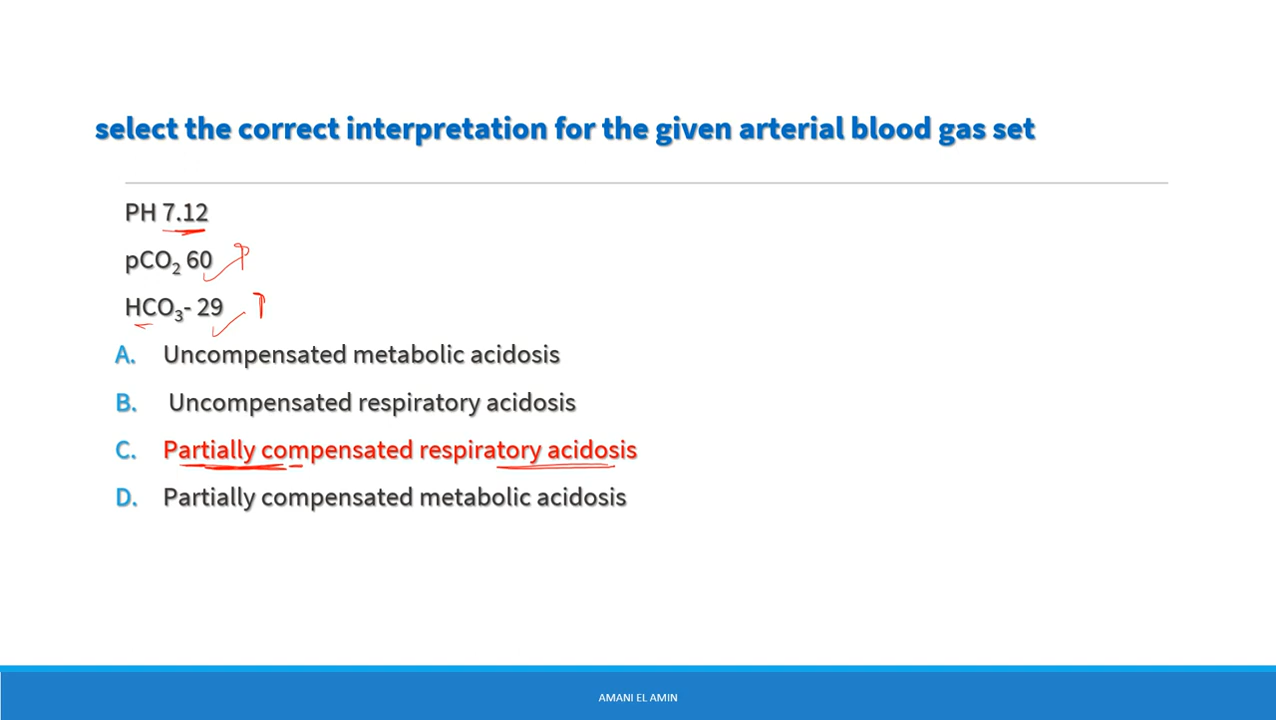 select the correct interpretation for the given arterial blood gas set
PH 7.12
pCO₂ 60
HCO₃- 29
A. Uncompensated metabolic acidosis
B. Uncompensated respiratory acidosis
C. Partially compensated respiratory acidosis
D. Partially compensated metabolic acidosis
AMANI EL AMIN